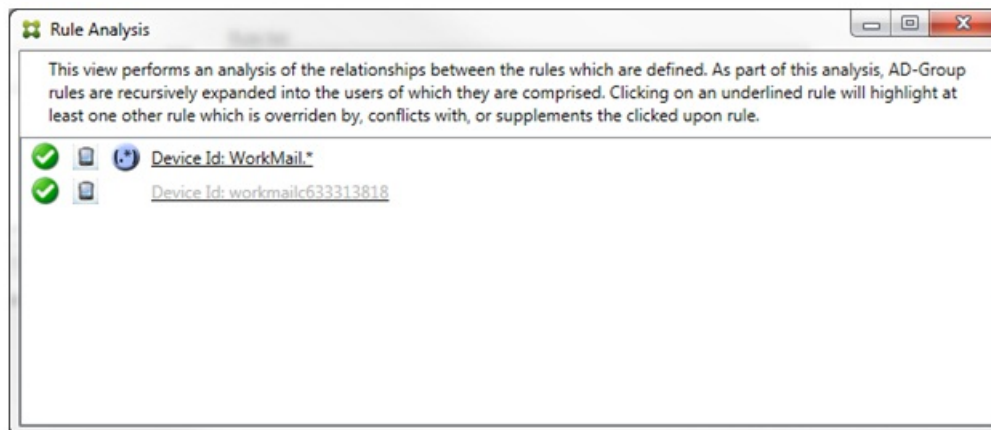 Rule Analysis
This view performs an analysis of the relationships between the rules which are defined. As part of this analysis, AD-Group
rules are recursively expanded into the users of which they are comprised. Clicking on an underlined rule will highlight at
least one other rule which is overriden by, conflicts with, or supplements the clicked upon rule.
(.*) Device Id: WorkMail.*
Device Id: workmailc633313818